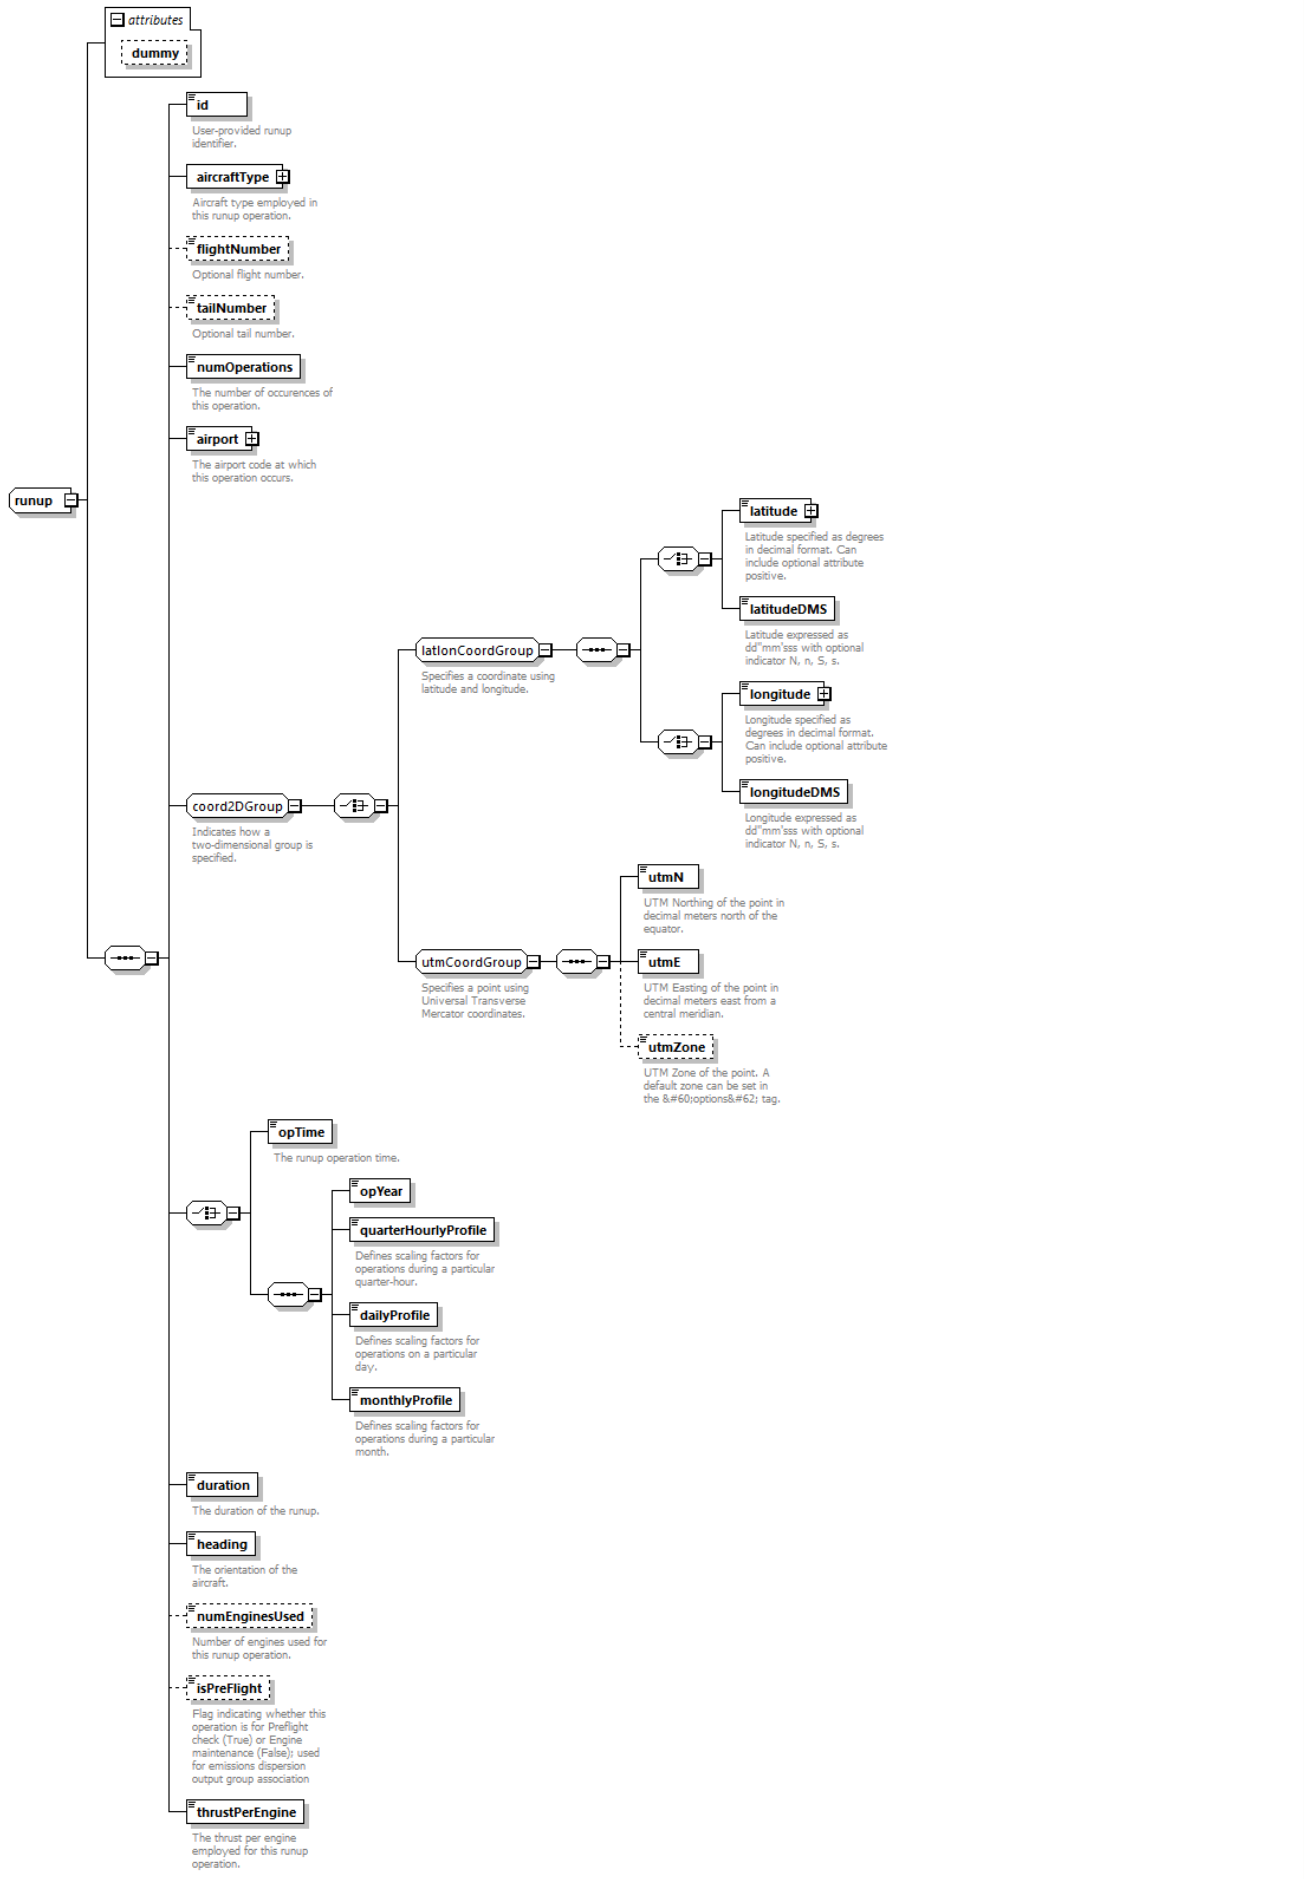 attributes
dummy
id
User-provided runup
identifier.
aircraftType
Aircraft type employed in
this runup operation.
flightNumber
Optional flight number.
tailNumber
Optional tail number.
numOperations
The number of occurences of
this operation.
airport
The airport code at which
this operation occurs.
runup
latitude
Latitude specified as degrees
in decimal format. Can
include optional attribute
positive.
latitudeDMS
Latitude expressed as
dd"mm'sss with optional
indicator N, n, S, s.
latlonCoordGroup
Specifies a coordinate using
latitude and longitude.
longitude
Longitude specified as
degrees in decimal format.
Can include optional attribute
positive.
longitudeDMS
Longitude expressed as
dd"mm'sss with optional
indicator N, n, S, s.
coord2DGroup
Indicates how a
two-dimensional group is
specified.
utmN
UTM Northing of the point in
decimal meters north of the
equator.
utmCoordGroup
Specifies a point using
Universal Transverse
Mercator coordinates.
utmE
UTM Easting of the point in
decimal meters east from a
central meridian.
utmZone
UTM Zone of the point. A
default zone can be set in
the &#60;options&#62; tag.
opTime
The runup operation time.
opYear
quarterHourlyProfile
Defines scaling factors for
operations during a particular
quarter-hour.
dailyProfile
Defines scaling factors for
operations on a particular
day.
monthlyProfile
Defines scaling factors for
operations during a particular
month.
duration
The duration of the runup.
heading
The orientation of the
aircraft.
numEnginesUsed
Number of engines used for
this runup operation.
isPreFlight
Flag indicating whether this
operation is for Preflight
check (True) or Engine
maintenance (False); used
for emissions dispersion
output group association
thrustPerEngine
The thrust per engine
employed for this runup
operation.